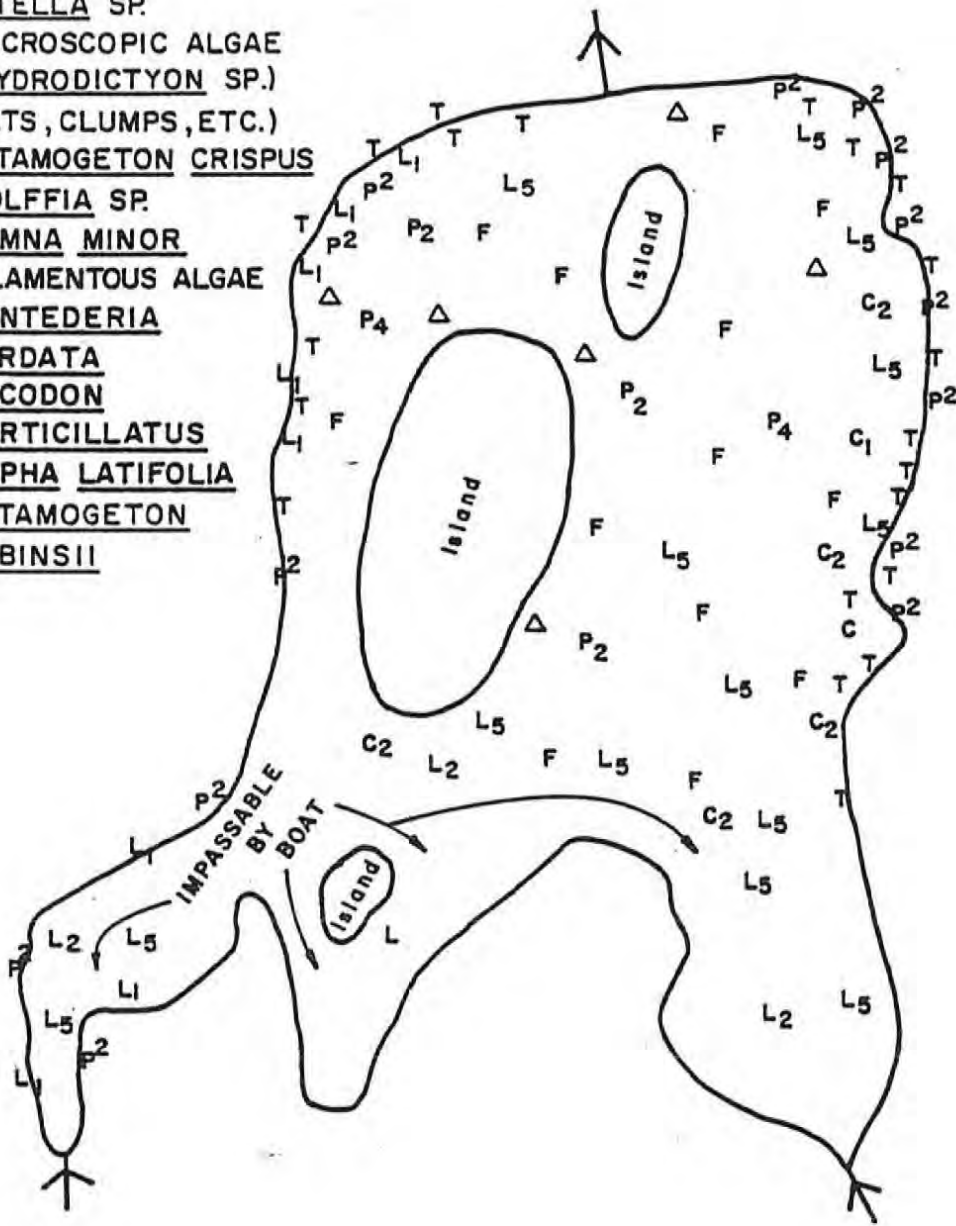 TELLA SP.
CROSCOPIC ALGAE
YDRODICTYON SP.)
TS, CLUMPS, ETC.)
TAMOGETON CRISPUS
OLFFIA SP.
MNA MINOR
LAMENTOUS ALGAE
NTEDERIA
RDATA
CODON
RTICILLATUS
PHA LATIFOLIA
TAMOGETON
BINSII
P² T P²
T T T F L5 T
T L1 P²
P² L5 T
L1 F
T P² P2 F L5 P²
L1 F T
P4 C2 P²
T F
L1 L5 T
T P2 P²
F P4
L1 F C1 T
T
T F F T
L5
L5 C2 P²
P² T
F T P²
C
P2 T
L5 F T
L5 C2
C2 L2 F L5
F
P² T
C2 L5
L1
L5
L2 L5 L
P²
L1
L5 L2 L5
P²
L1
Island
Island
Island
IMPASSABLE
BY
BOAT